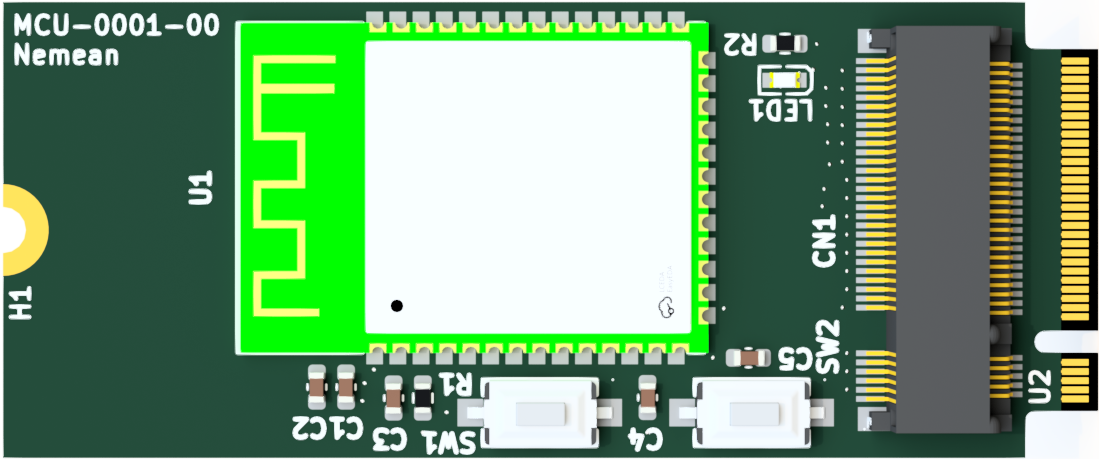 MCU-0001-00
Nemean
R2
LED1
U1
CN1
H1
SW2
C5
R1
U2
C2
C1
C3
SW1
C4